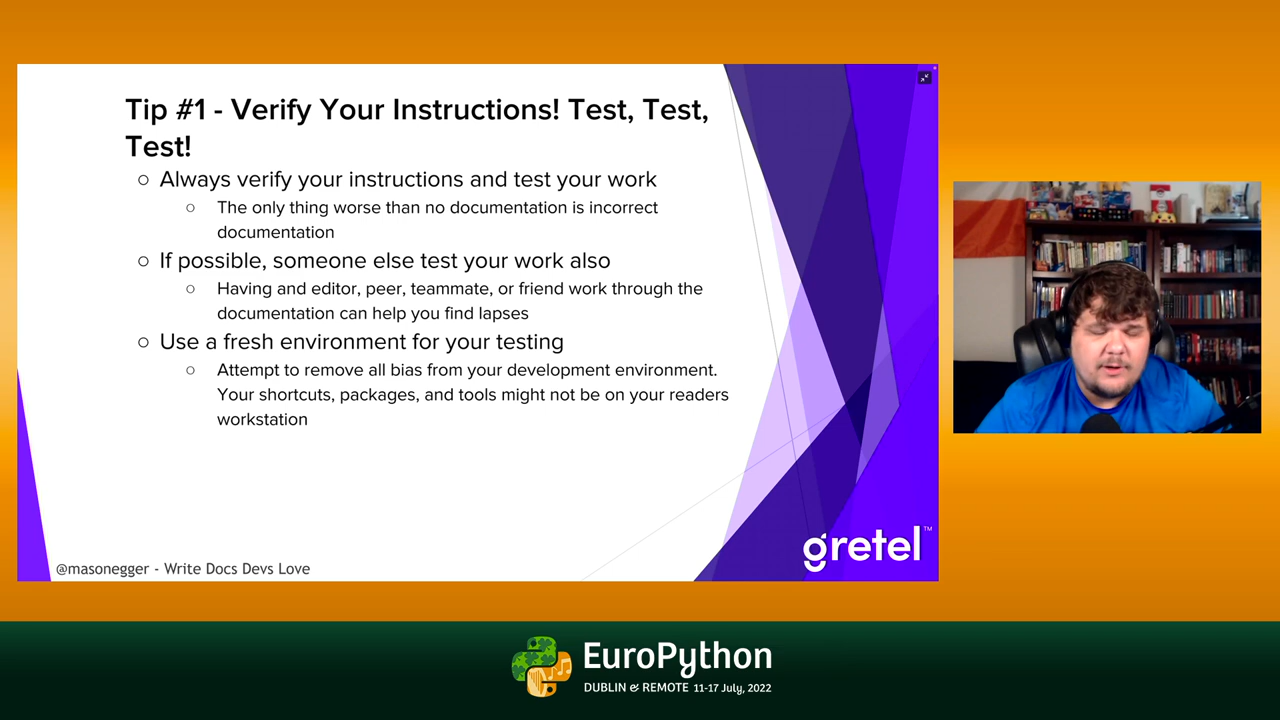 Tip #1 - Verify Your Instructions! Test, Test,
Test!
○ Always verify your instructions and test your work
○ The only thing worse than no documentation is incorrect
documentation
○ If possible, someone else test your work also
○ Having and editor, peer, teammate, or friend work through the
documentation can help you find lapses
○ Use a fresh environment for your testing
○ Attempt to remove all bias from your development environment.
Your shortcuts, packages, and tools might not be on your readers
workstation
gretel™
@masonegger - Write Docs Devs Love
EuroPython
DUBLIN & REMOTE 11-17 July, 2022